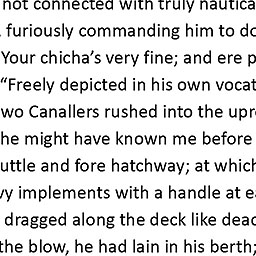 not connected with truly nautica
, furiously commanding him to do
Your chicha’s very fine; and ere p
“Freely depicted in his own vocat
wo Canallers rushed into the upr
he might have known me before
uttle and fore hatchway; at which
vy implements with a handle at ea
dragged along the deck like dead
the blow, he had lain in his berth;